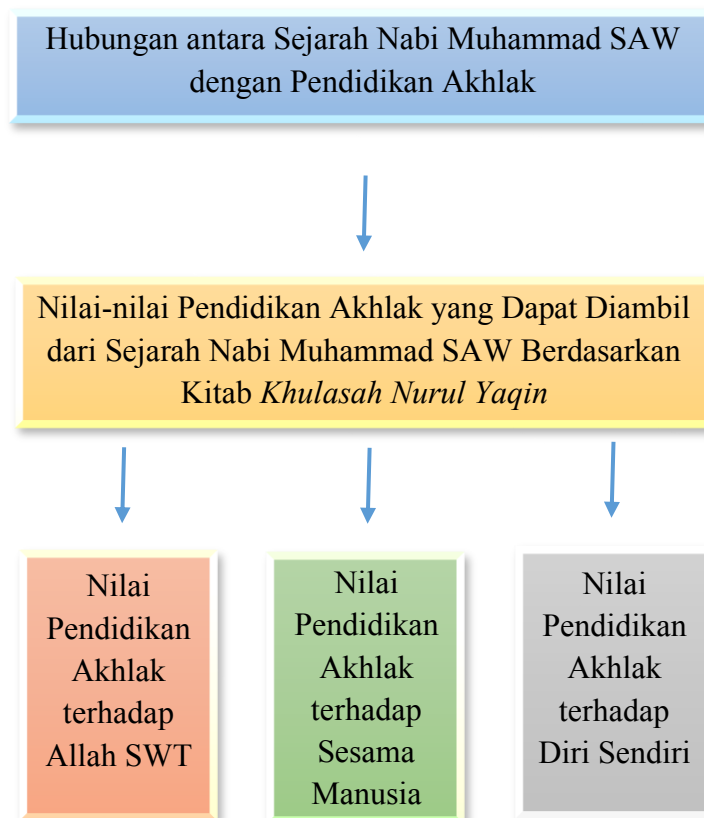 Hubungan antara Sejarah Nabi Muhammad SAW
dengan Pendidikan Akhlak
Nilai-nilai Pendidikan Akhlak yang Dapat Diambil
dari Sejarah Nabi Muhammad SAW Berdasarkan
Kitab Khulasah Nurul Yaqin
Nilai
Pendidikan
Akhlak
terhadap
Allah SWT
Nilai
Pendidikan
Akhlak
terhadap
Sesama
Manusia
Nilai
Pendidikan
Akhlak
terhadap
Diri Sendiri